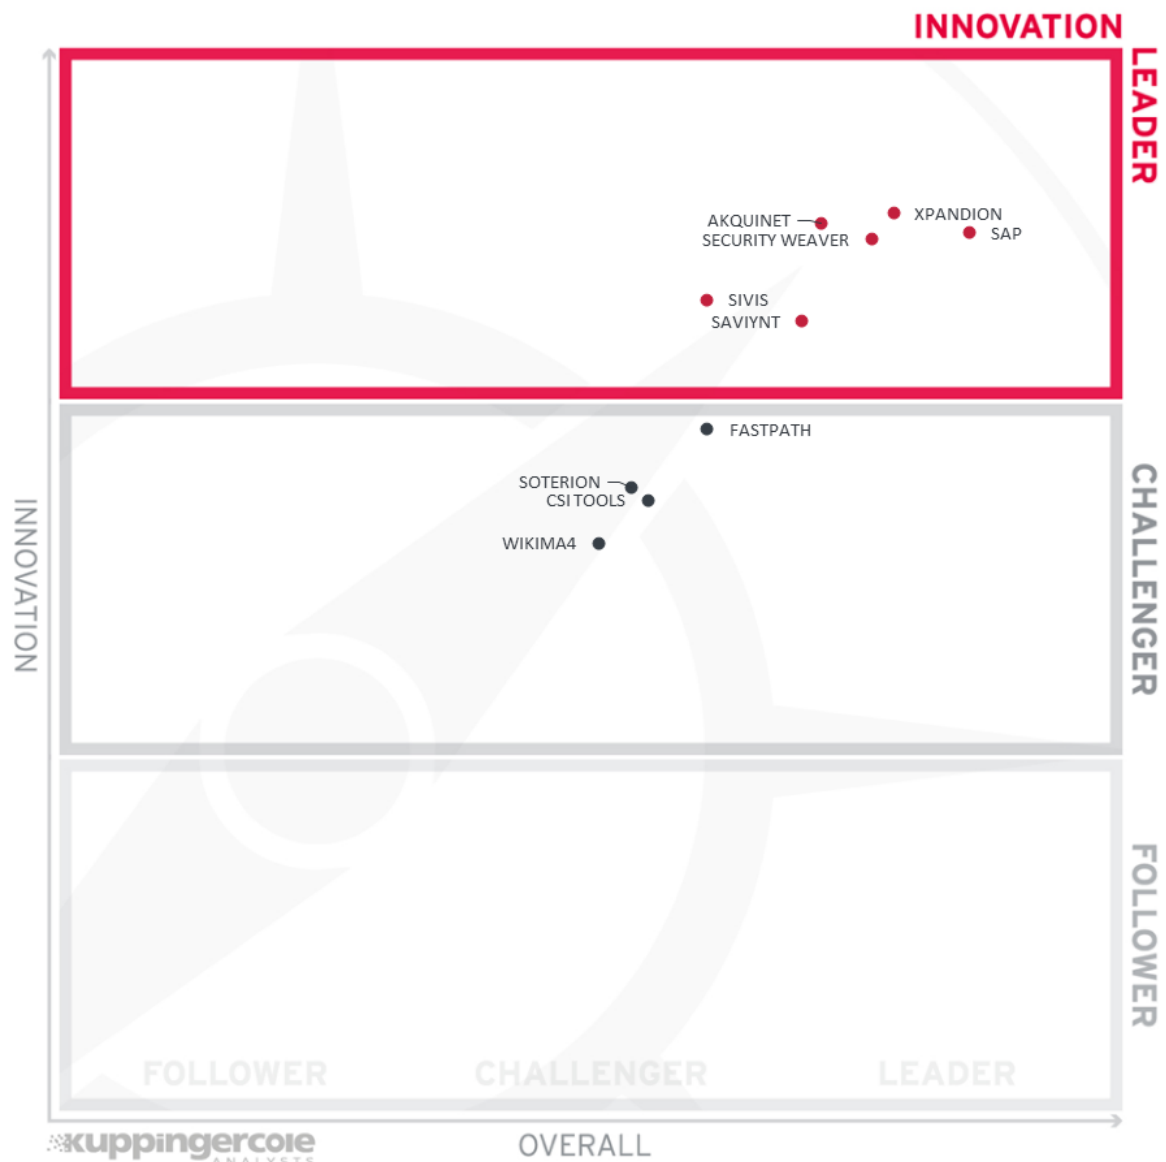 INNOVATION
LEADER
XPANDION
AKQUINET
SAP
SECURITY WEAVER
SIVIS
SAVIYNT
FASTPATH
SOTERION
CSI TOOLS
WIKIMA4
CHALLENGER
INNOVATION
FOLLOWER
FOLLOWER
CHALLENGER
LEADER
kuppingercole
ANALYSTS
OVERALL